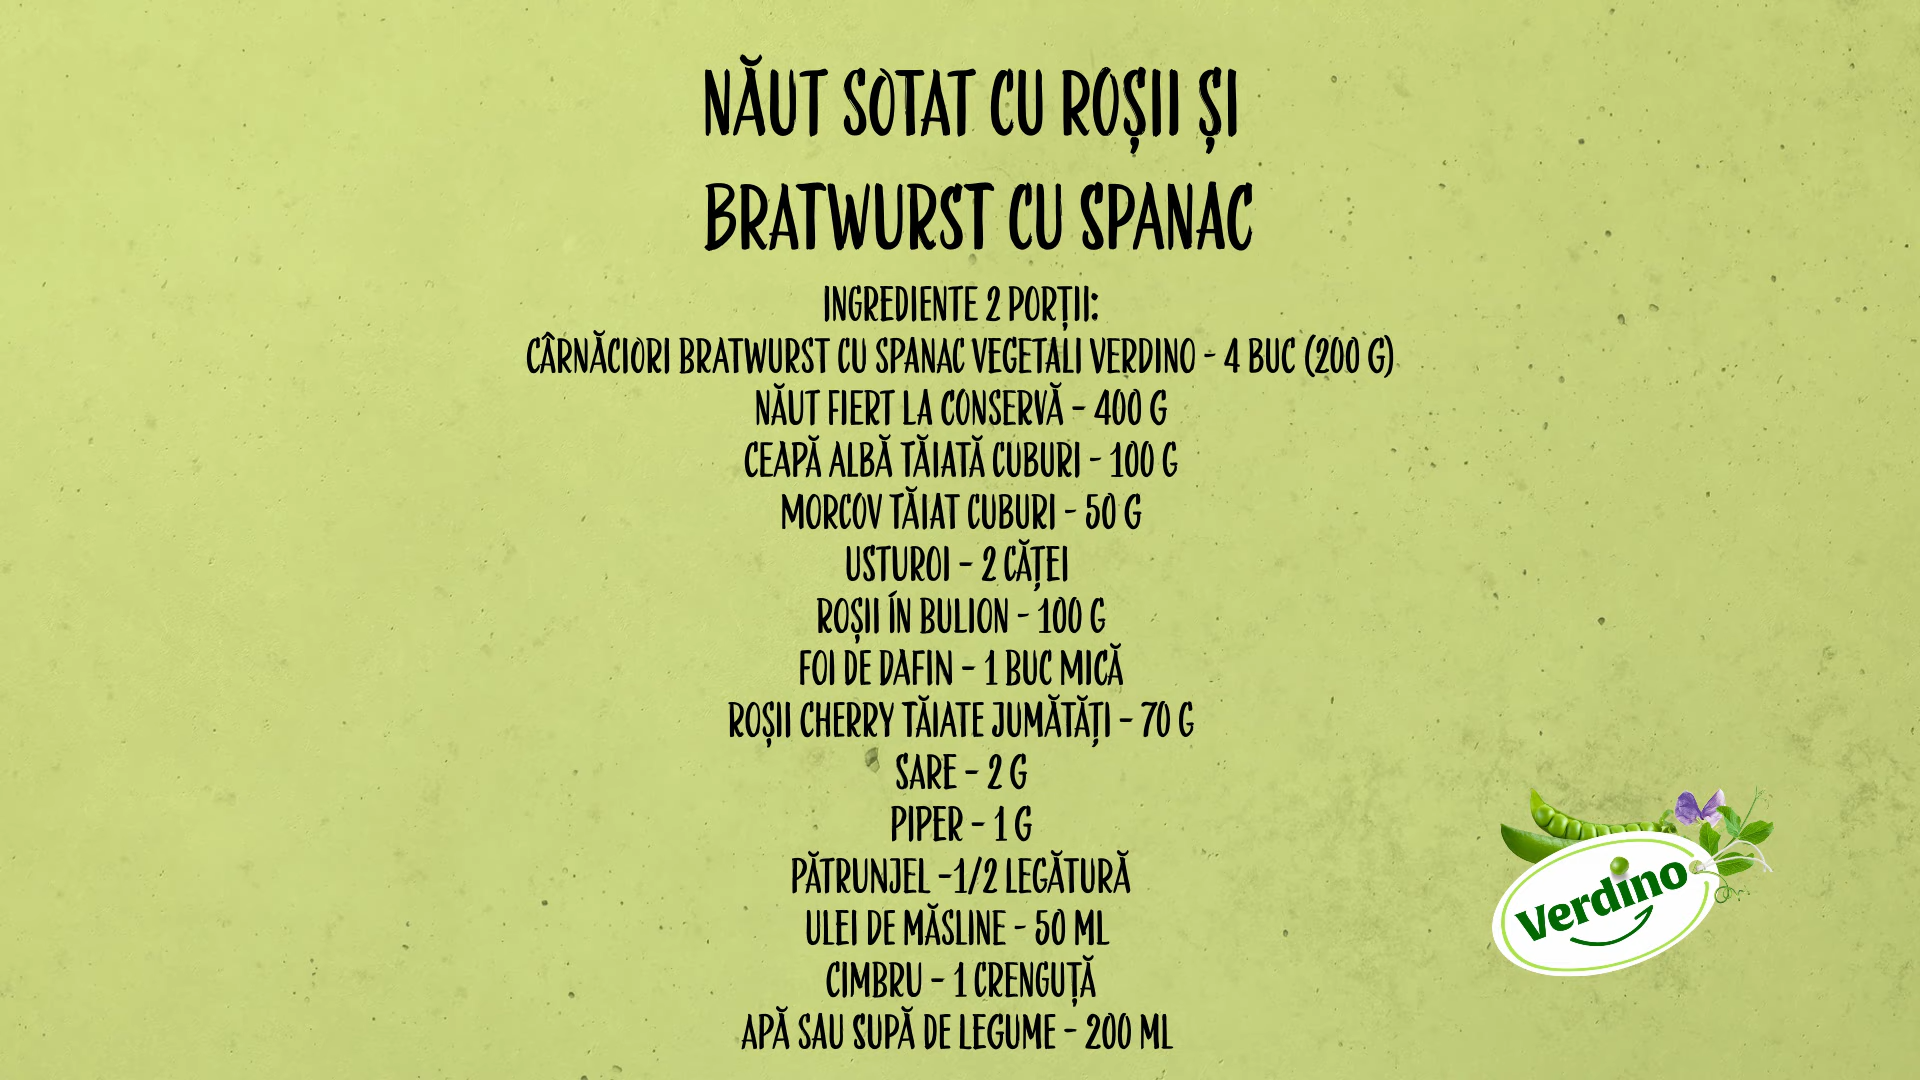 NĂUT SOTAT CU ROȘII ȘI
BRATWURST CU SPANAC
INGREDIENTE 2 PORȚII:
CÂRNĂCIORI BRATWURST CU SPANAC VEGETALI VERDINO - 4 BUC (200 G)
NĂUT FIERT LA CONSERVĂ - 400 G
CEAPĂ ALBĂ TĂIATĂ CUBURI - 100 G
MORCOV TĂIAT CUBURI - 50 G
USTUROI - 2 CĂȚEI
ROȘII ÍN BULION - 100 G
FOI DE DAFIN - 1 BUC MICĂ
ROȘII CHERRY TĂIATE JUMĂTĂȚI - 70 G
SARE - 2 G
PIPER - 1 G
PĂTRUNJEL -1/2 LEGĂTURĂ
ULEI DE MĂSLINE - 50 ML
CIMBRU - 1 CRENGUȚĂ
APĂ SAU SUPĂ DE LEGUME - 200 ML
Verdino